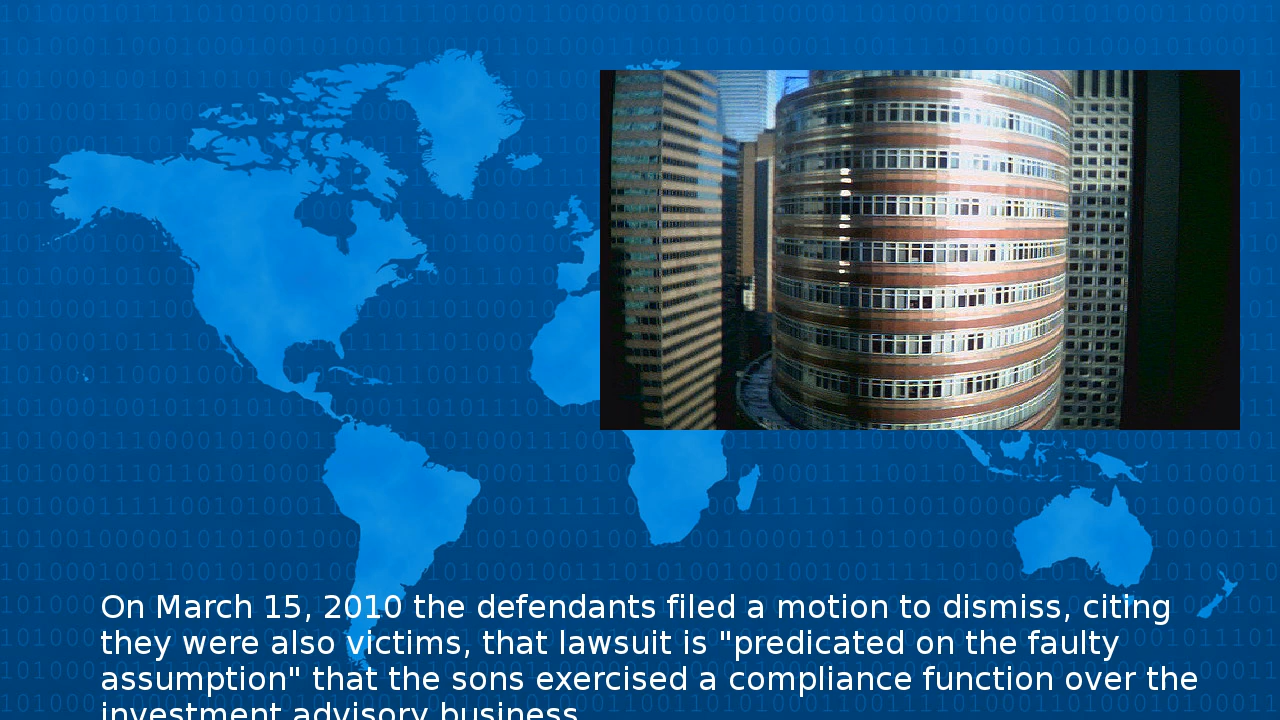 On March 15, 2010 the defendants filed a motion to dismiss, citing
they were also victims, that lawsuit is "predicated on the faulty
assumption" that the sons exercised a compliance function over the
investment advisory business.